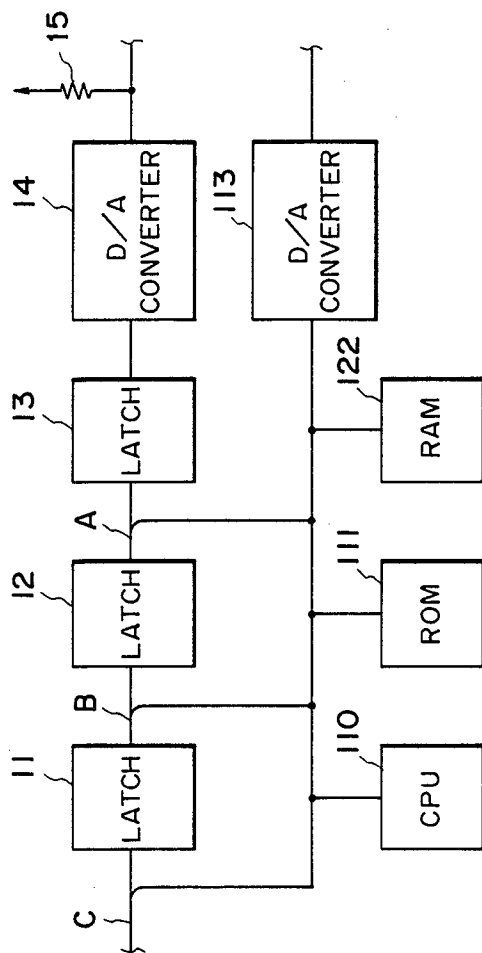 15
14
D/A
CONVERTER
113
D/A
CONVERTER
13
LATCH
122
RAM
A
12
LATCH
111
ROM
B
11
LATCH
110
CPU
C